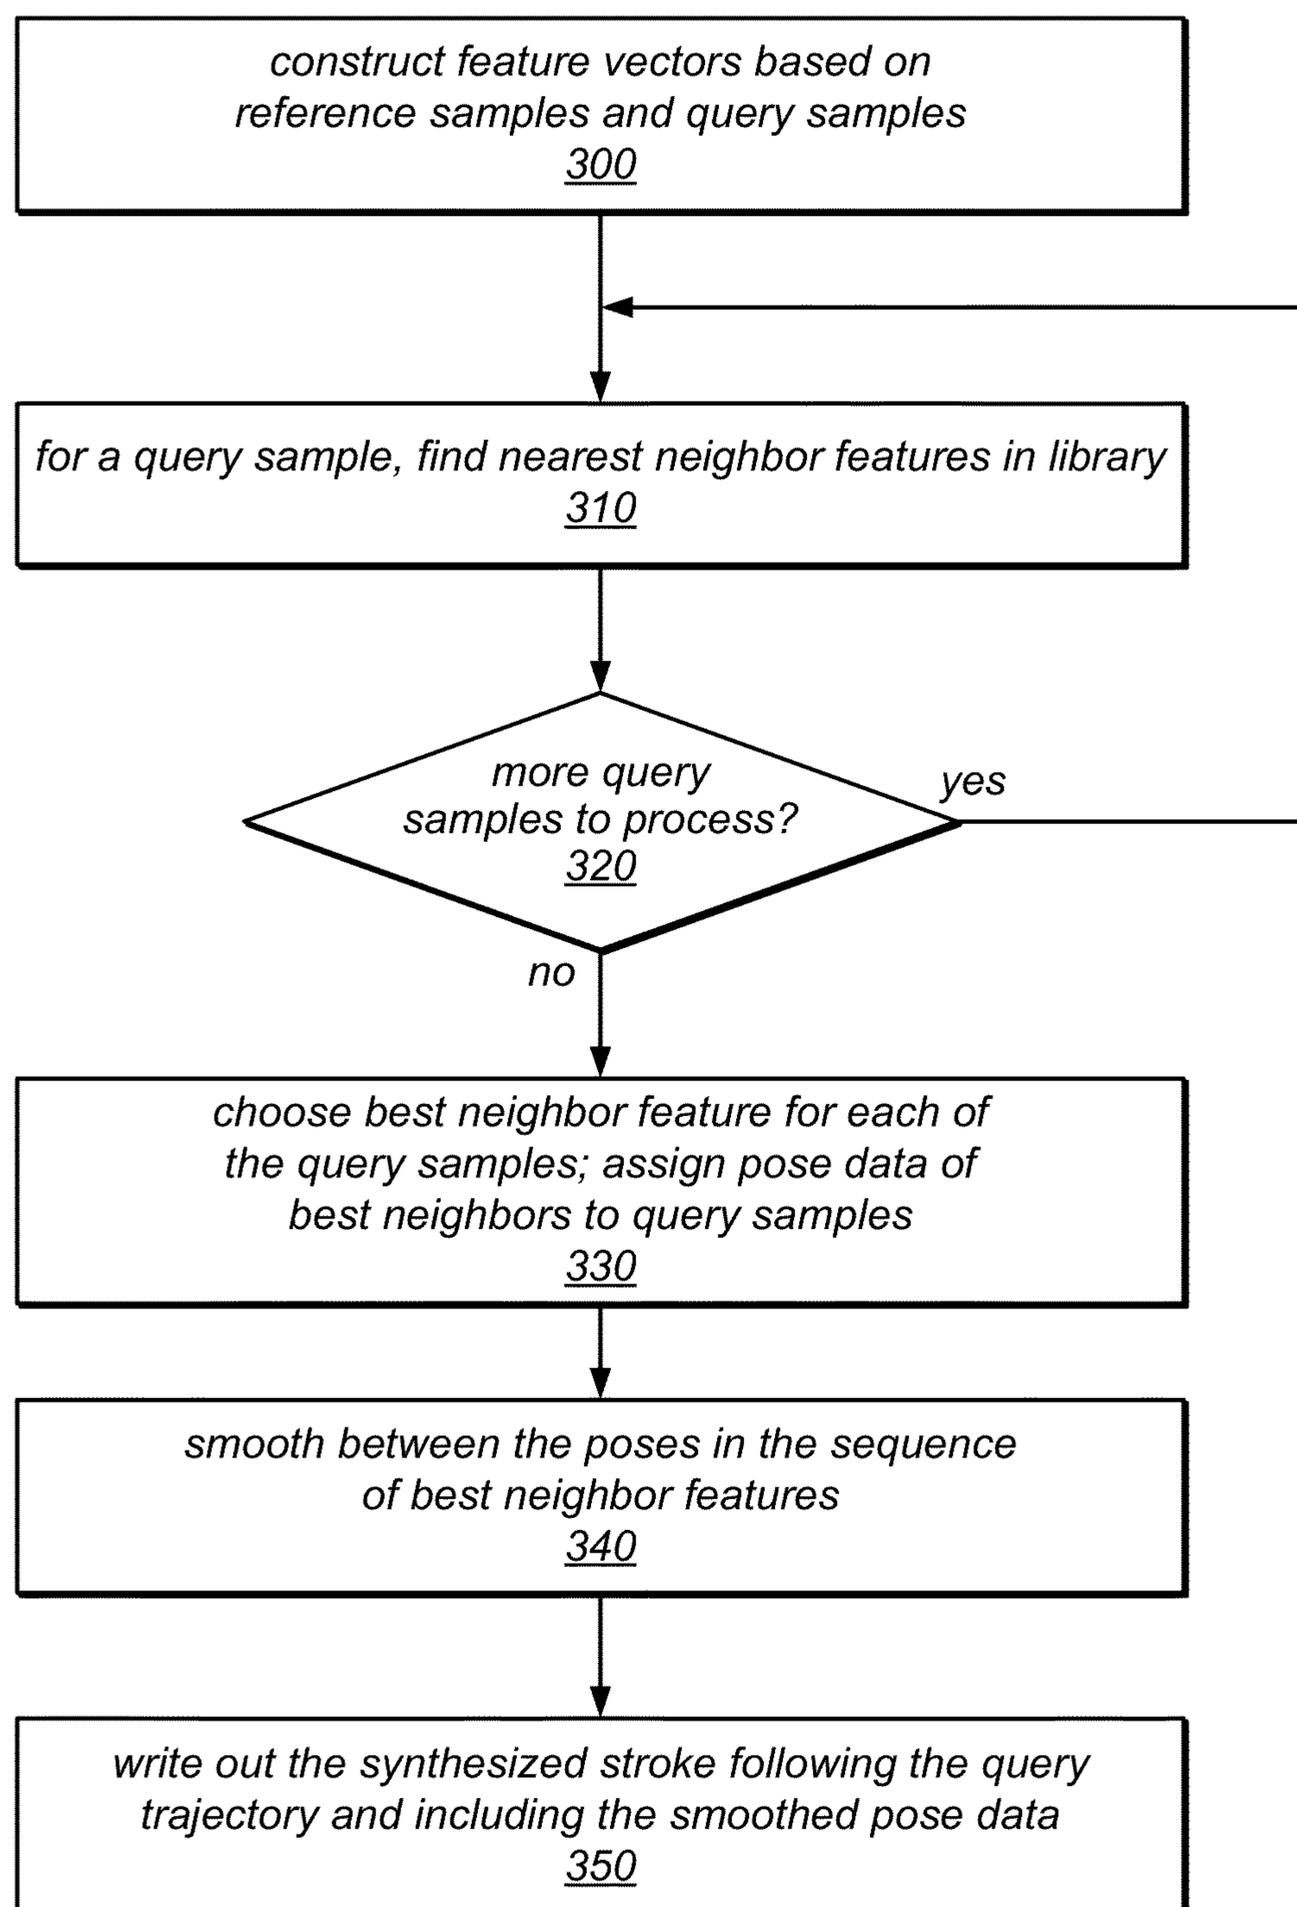 construct feature vectors based on
reference samples and query samples
300
for a query sample, find nearest neighbor features in library
310
more query
samples to process?
320
yes
no
choose best neighbor feature for each of
the query samples; assign pose data of
best neighbors to query samples
330
smooth between the poses in the sequence
of best neighbor features
340
write out the synthesized stroke following the query
trajectory and including the smoothed pose data
350